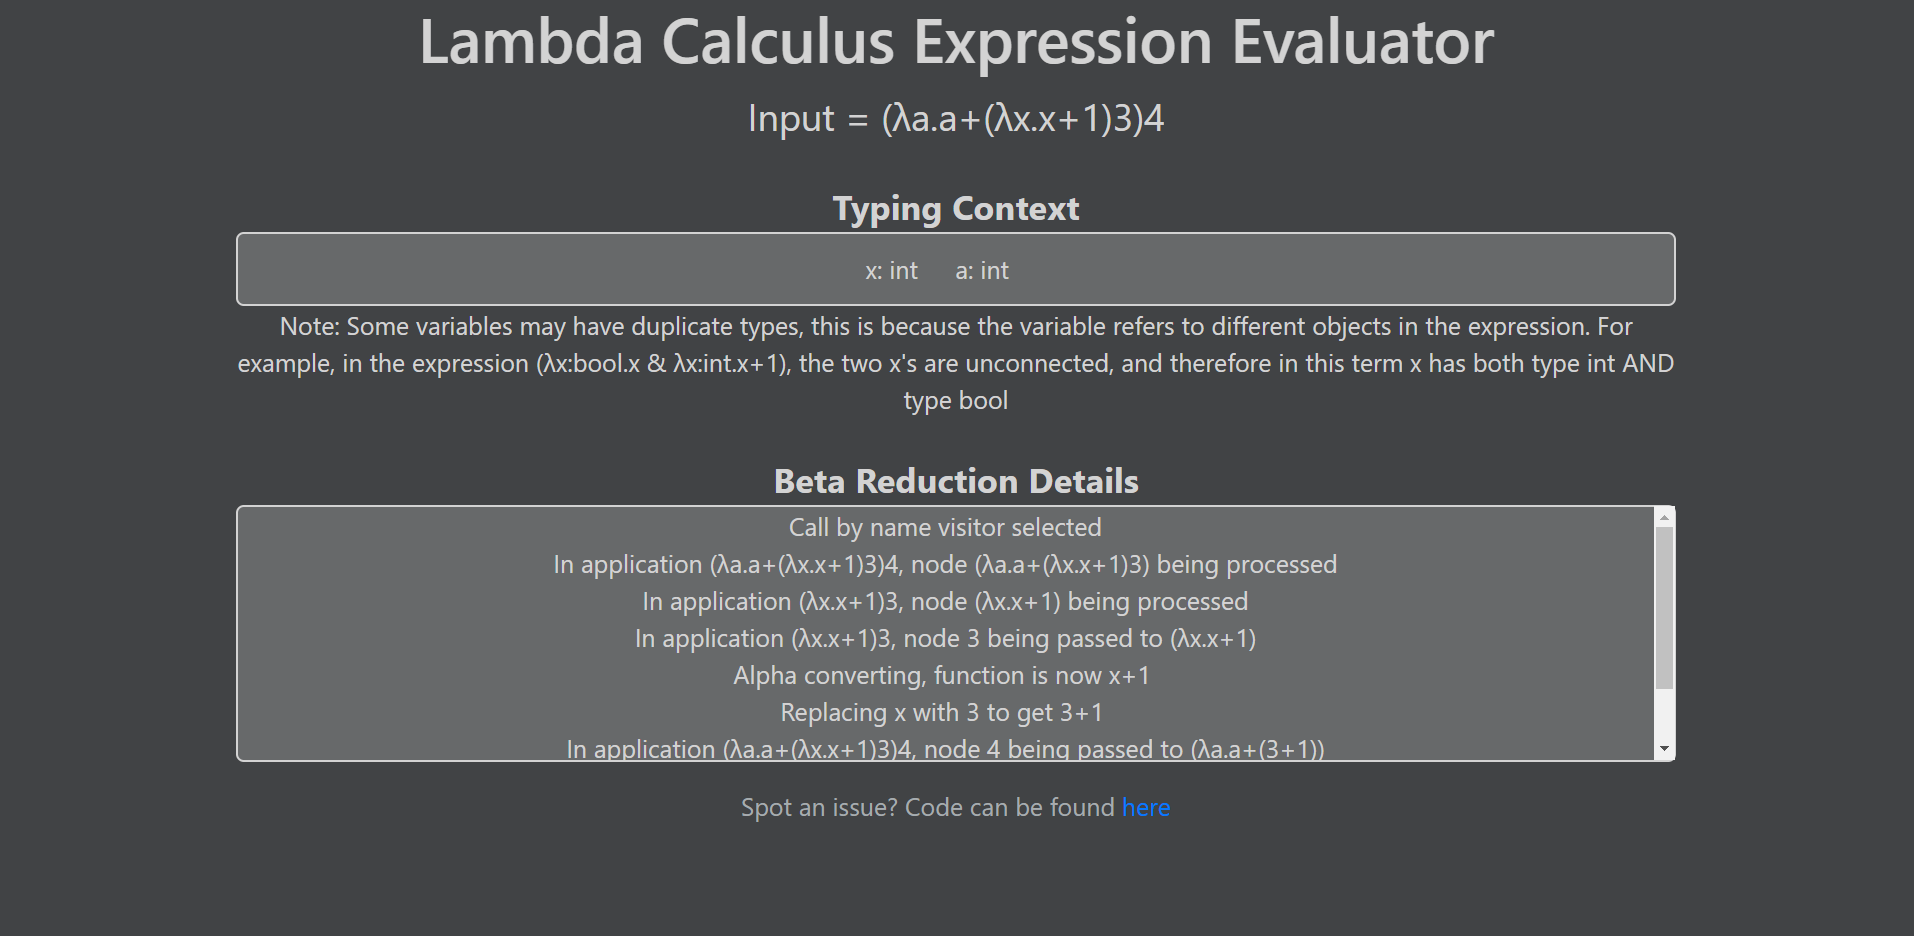 Lambda Calculus Expression Evaluator
Input = (λa.a+(λx.x+1)3)4
Typing Context
x: int a: int
Note: Some variables may have duplicate types, this is because the variable refers to different objects in the expression. For
example, in the expression (λx:bool.x & λx:int.x+1), the two x's are unconnected, and therefore in this term x has both type int AND
type bool
Beta Reduction Details
Call by name visitor selected
In application (λa.a+(λx.x+1)3)4, node (λa.a+(λx.x+1)3) being processed
In application (λx.x+1)3, node (λx.x+1) being processed
In application (λx.x+1)3, node 3 being passed to (λx.x+1)
Alpha converting, function is now x+1
Replacing x with 3 to get 3+1
In application (λa.a+(λx.x+1)3)4, node 4 being passed to (λa.a+(3+1))
Spot an issue? Code can be found here